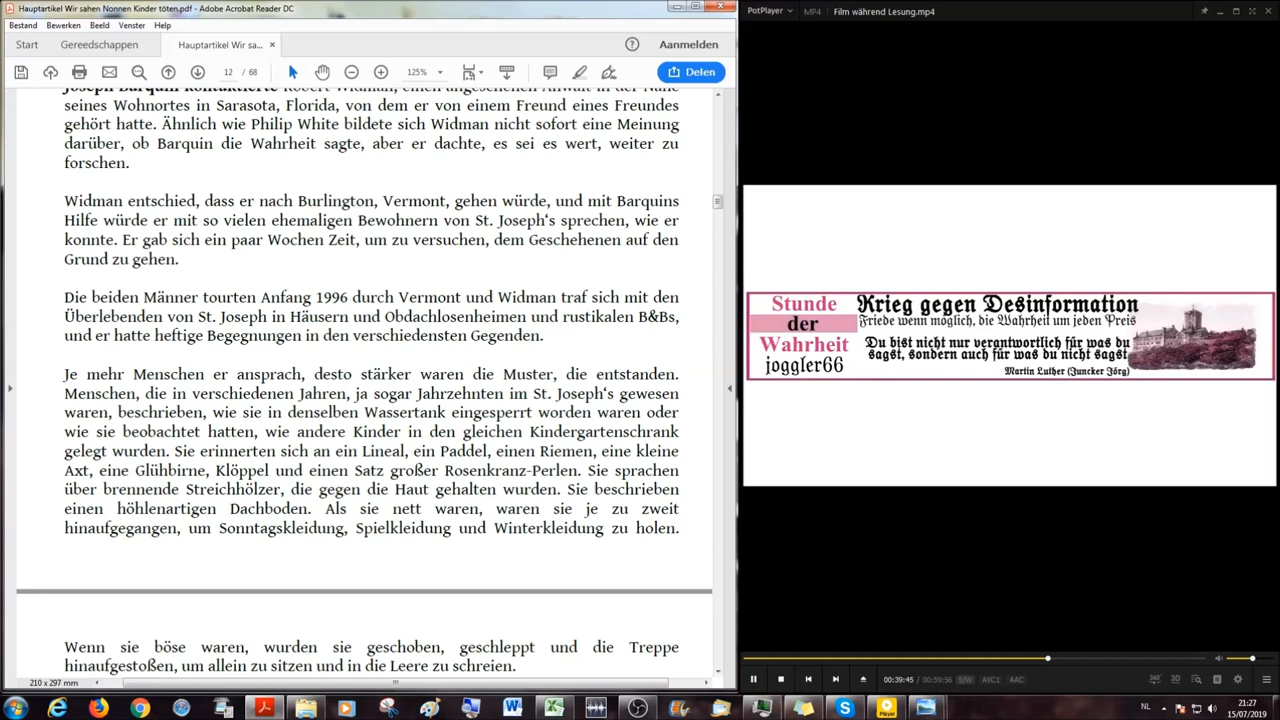 Hauptartikel Wir sahen Nonnen Kinder töten.pdf - Adobe Acrobat Reader DC
Bestand Bewerken Beeld Venster Help
Start Gereedschappen Hauptartikel Wir sa... × ? Aanmelden
12 / 68 125% Delen
Joseph Barquin kontaktierte Robert Widman, einen angesehenen Anwalt in der Nähe
seines Wohnortes in Sarasota, Florida, von dem er von einem Freund eines Freundes
gehört hatte. Ähnlich wie Philip White bildete sich Widman nicht sofort eine Meinung
darüber, ob Barquin die Wahrheit sagte, aber er dachte, es sei es wert, weiter zu
forschen.
Widman entschied, dass er nach Burlington, Vermont, gehen würde, und mit Barquins
Hilfe würde er mit so vielen ehemaligen Bewohnern von St. Joseph‘s sprechen, wie er
konnte. Er gab sich ein paar Wochen Zeit, um zu versuchen, dem Geschehenen auf den
Grund zu gehen.
Die beiden Männer tourten Anfang 1996 durch Vermont und Widman traf sich mit den
Überlebenden von St. Joseph in Häusern und Obdachlosenheimen und rustikalen B&Bs,
und er hatte heftige Begegnungen in den verschiedensten Gegenden.
Je mehr Menschen er ansprach, desto stärker waren die Muster, die entstanden.
Menschen, die in verschiedenen Jahren, ja sogar Jahrzehnten im St. Joseph‘s gewesen
waren, beschrieben, wie sie in denselben Wassertank eingesperrt worden waren oder
wie sie beobachtet hatten, wie andere Kinder in den gleichen Kindergartenschrank
gelegt wurden. Sie erinnerten sich an ein Lineal, ein Paddel, einen Riemen, eine kleine
Axt, eine Glühbirne, Klöppel und einen Satz großer Rosenkranz-Perlen. Sie sprachen
über brennende Streichhölzer, die gegen die Haut gehalten wurden. Sie beschrieben
einen höhlenartigen Dachboden. Als sie nett waren, waren sie je zu zweit
hinaufgegangen, um Sonntagskleidung, Spielkleidung und Winterkleidung zu holen.
Wenn sie böse waren, wurden sie geschoben, geschleppt und die Treppe
hinaufgestoßen, um allein zu sitzen und in die Leere zu schreien.
210 x 297 mm
PotPlayer MP4 Film während Lesung.mp4
Stunde
der
Wahrheit
joggler66
Krieg gegen Desinformation
Friede wenn möglich, die Wahrheit um jeden Preis
Du bist nicht nur verantwortlich für was du
sagst, sondern auch für was du nicht sagst
Martin Luther (Juncker Jörg)
00:39:45 / 00:59:36 S/W AVC1 AAC
360° 3D
NL 21:27
15/07/2019